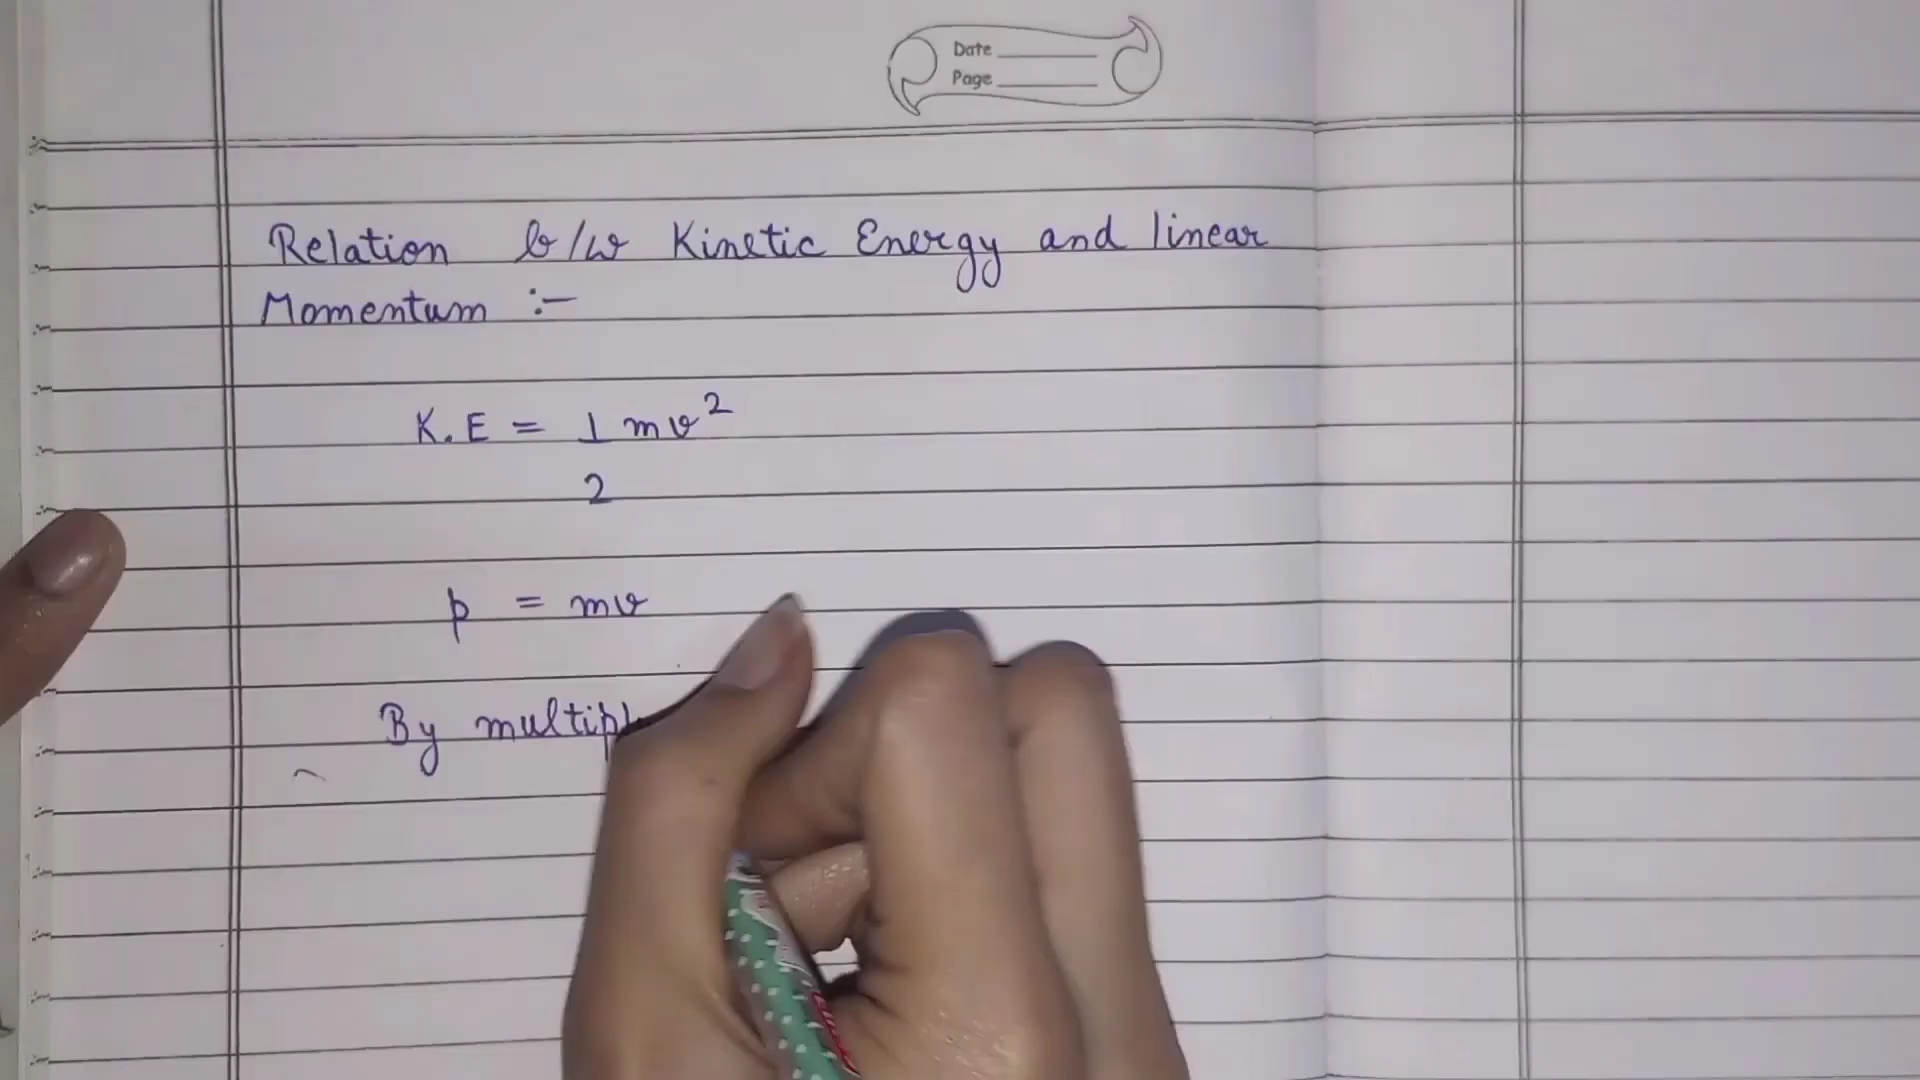 Date
Page
Relation b/w Kinetic Energy and linear
Momentum :-
K.E = 1 mv²
2
p = mv
By